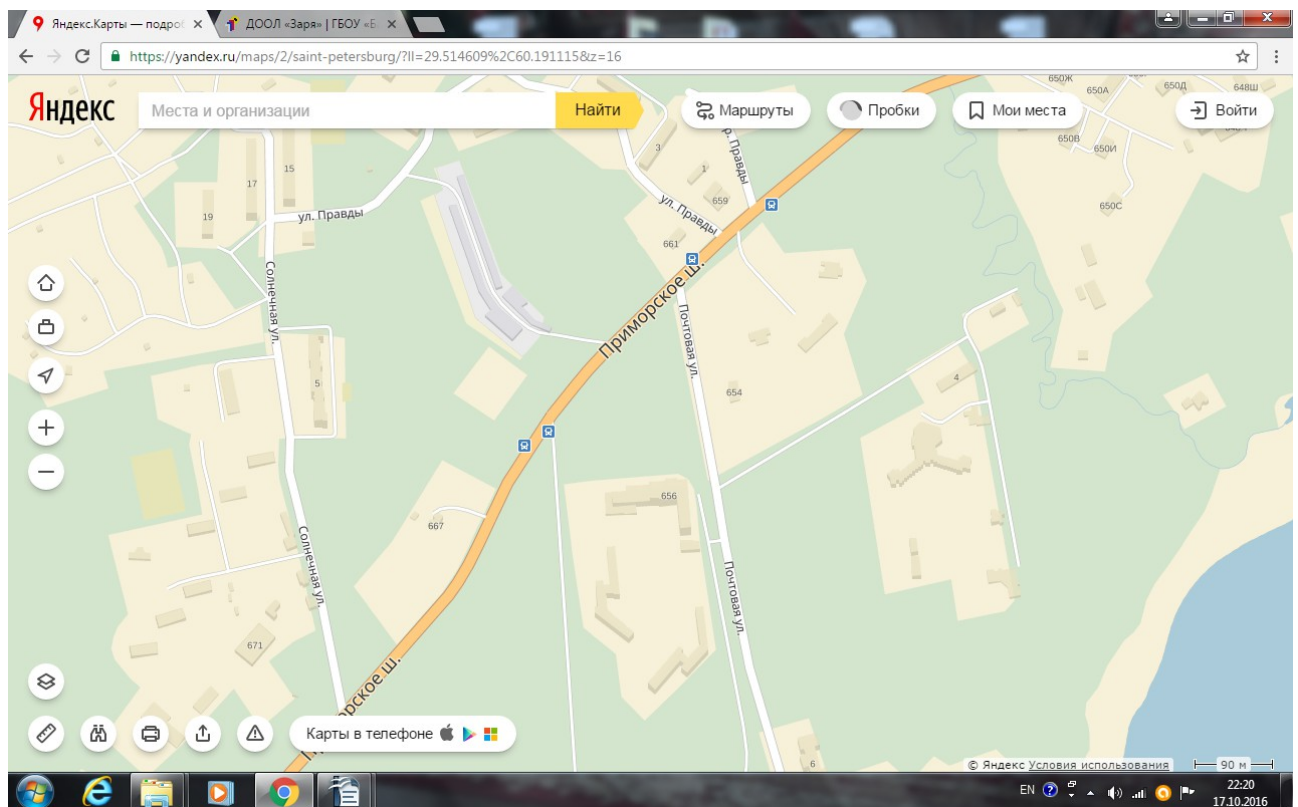 Яндекс.Карты — подро
ДООЛ «Заря» | ГБОУ «Б
https://yandex.ru/maps/2/saint-petersburg/?ll=29.514609%2C60.191115&z=16
Яндекс
Места и организации
Найти
Маршруты
Пробки
Мои места
Войти
650Ж
650А
650Д
648Ш
650В
650И
650С
3
1
659
661
р. Правды
ул. Правды
15
17
19
ул. Правды
Солнечная ул.
Приморское ш.
Почтовая ул.
5
654
4
656
667
Солнечная ул.
Почтовая ул.
671
Приморское ш.
6
Карты в телефоне
© Яндекс Условия использования
90 м
EN
22:20
17.10.2016